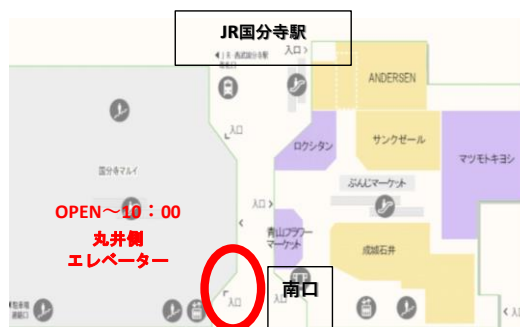 JR国分寺駅
入口
ANDERSEN
入口
ロクシタン
サンクゼール
マツモトキヨシ
国分寺マルイ
ぶんじマーケット
OPEN～10：00
丸井側
エレベーター
入口
青山フラワー
マーケット
成城石井
南口
入口
入口